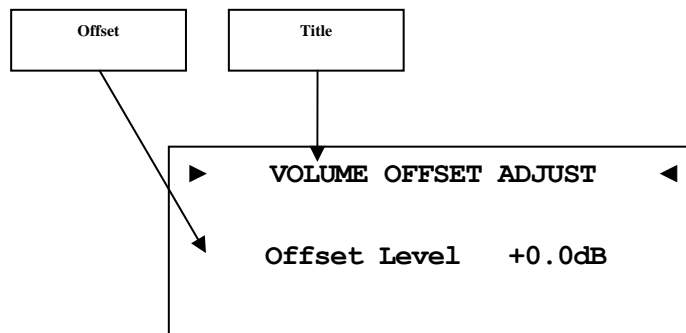 Offset
Title
► VOLUME OFFSET ADJUST ◄
Offset Level +0.0dB